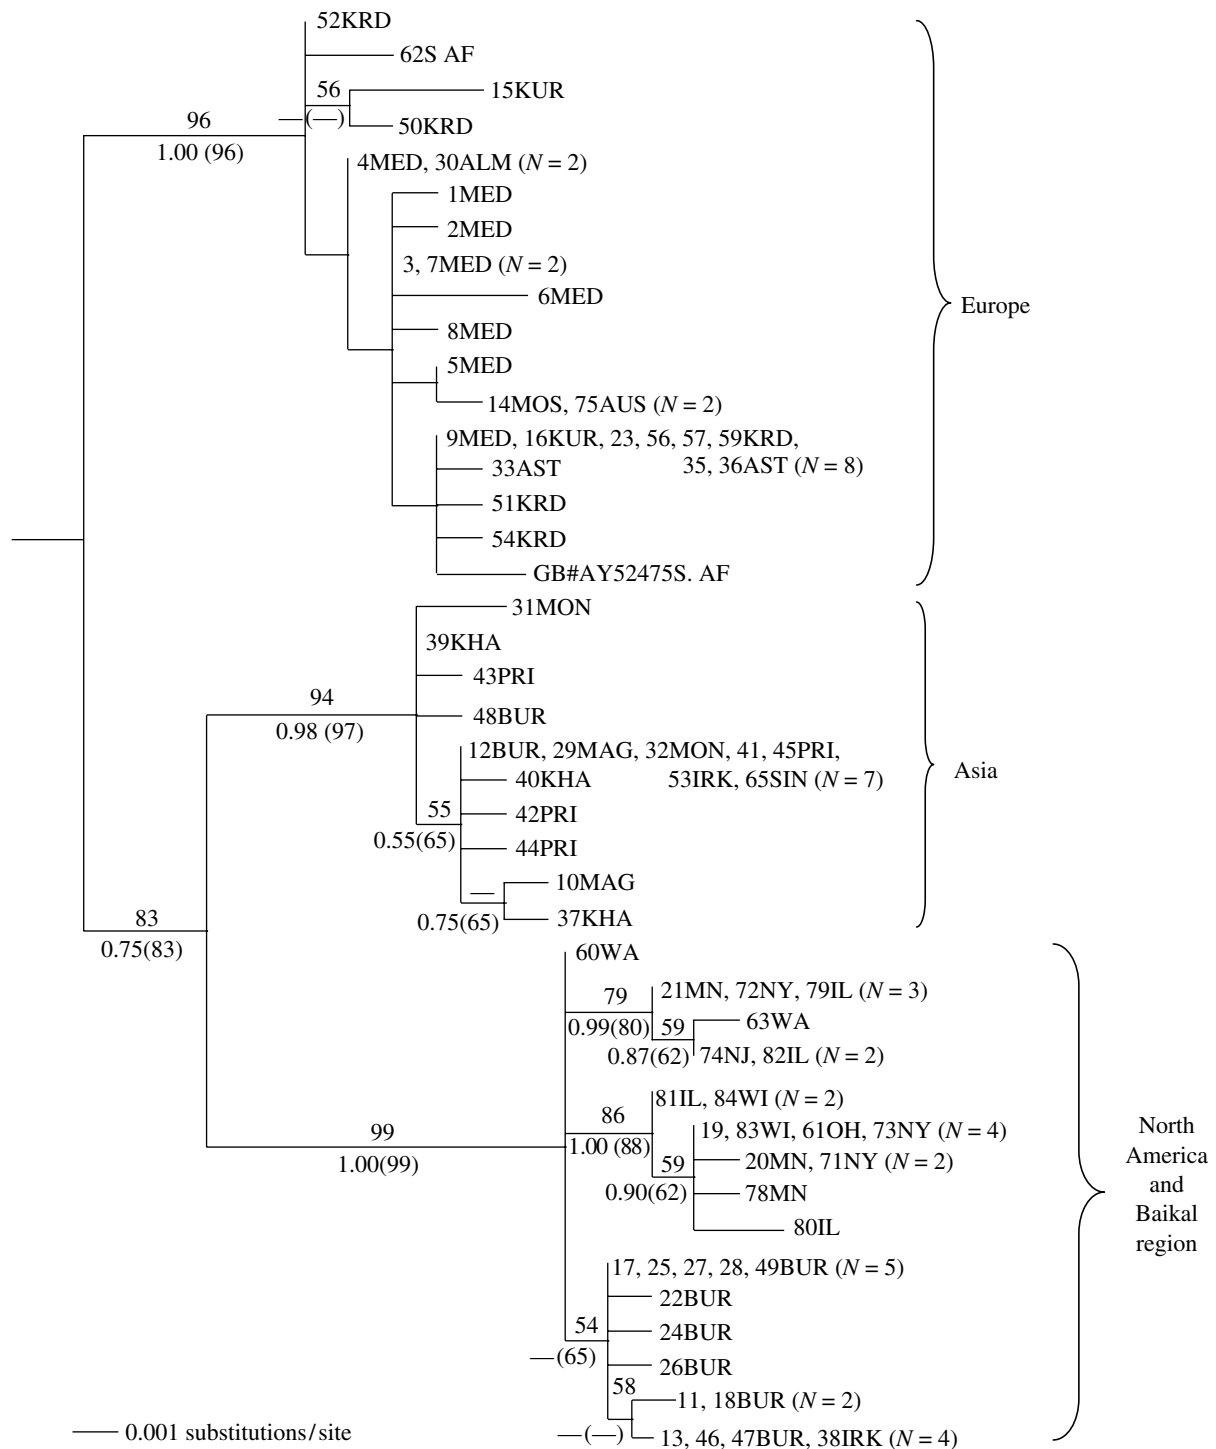 52KRD
62S AF
56
15KUR
— (—)
50KRD
96
1.00 (96)
4MED, 30ALM (N = 2)
1MED
2MED
3, 7MED (N = 2)
6MED
Europe
8MED
5MED
14MOS, 75AUS (N = 2)
9MED, 16KUR, 23, 56, 57, 59KRD,
35, 36AST (N = 8)
33AST
51KRD
54KRD
GB#AY52475S. AF
31MON
39KHA
43PRI
94
0.98 (97)
48BUR
12BUR, 29MAG, 32MON, 41, 45PRI,
53IRK, 65SIN (N = 7)
Asia
40KHA
55
0.55(65)
42PRI
44PRI
—
10MAG
0.75(65)
37KHA
83
0.75(83)
60WA
79
0.99(80)
21MN, 72NY, 79IL (N = 3)
59
63WA
0.87(62)
74NJ, 82IL (N = 2)
81IL, 84WI (N = 2)
86
1.00 (88)
19, 83WI, 61OH, 73NY (N = 4)
99
1.00(99)
59
20MN, 71NY (N = 2)
0.90(62)
78MN
80IL
North
America
and
Baikal
region
17, 25, 27, 28, 49BUR (N = 5)
22BUR
54
24BUR
—(65)
26BUR
58
11, 18BUR (N = 2)
—(—)
13, 46, 47BUR, 38IRK (N = 4)
0.001 substitutions/site